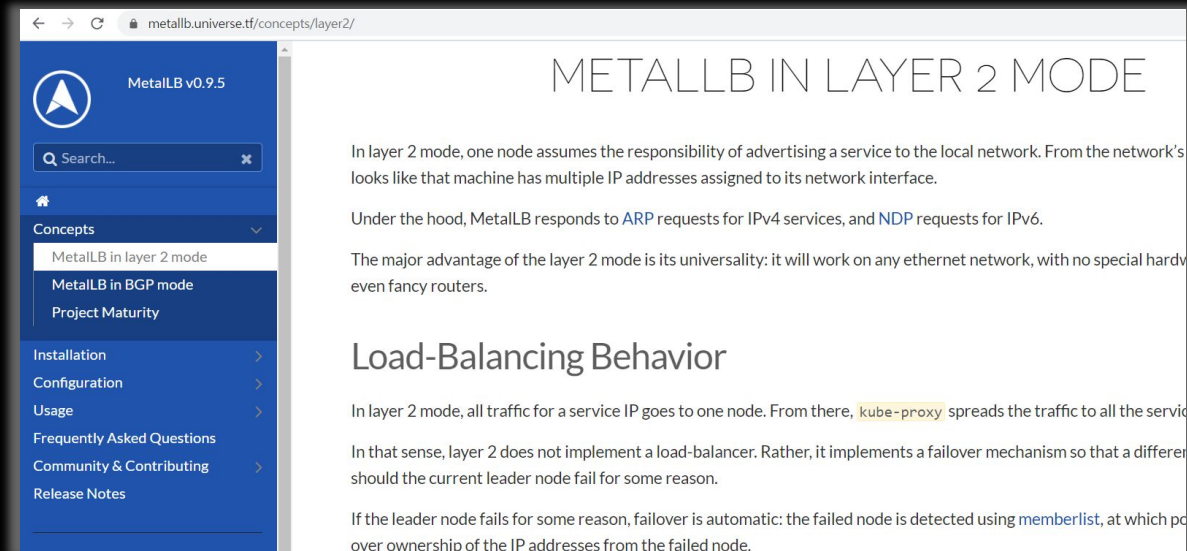 metallb.universe.tf/concepts/layer2/
MetalLB v0.9.5
Search...
Concepts
MetalLB in layer 2 mode
MetalLB in BGP mode
Project Maturity
Installation
Configuration
Usage
Frequently Asked Questions
Community & Contributing
Release Notes
METALLB IN LAYER 2 MODE
In layer 2 mode, one node assumes the responsibility of advertising a service to the local network. From the network's
looks like that machine has multiple IP addresses assigned to its network interface.
Under the hood, MetalLB responds to ARP requests for IPv4 services, and NDP requests for IPv6.
The major advantage of the layer 2 mode is its universality: it will work on any ethernet network, with no special
even fancy routers.
Load-Balancing Behavior
In layer 2 mode, all traffic for a service IP goes to one node. From there, kube-proxy spreads the traffic to all the
In that sense, layer 2 does not implement a load-balancer. Rather, it implements a failover mechanism so that a
should the current leader node fail for some reason.
If the leader node fails for some reason, failover is automatic: the failed node is detected using memberlist, at which
over ownership of the IP addresses from the failed node.